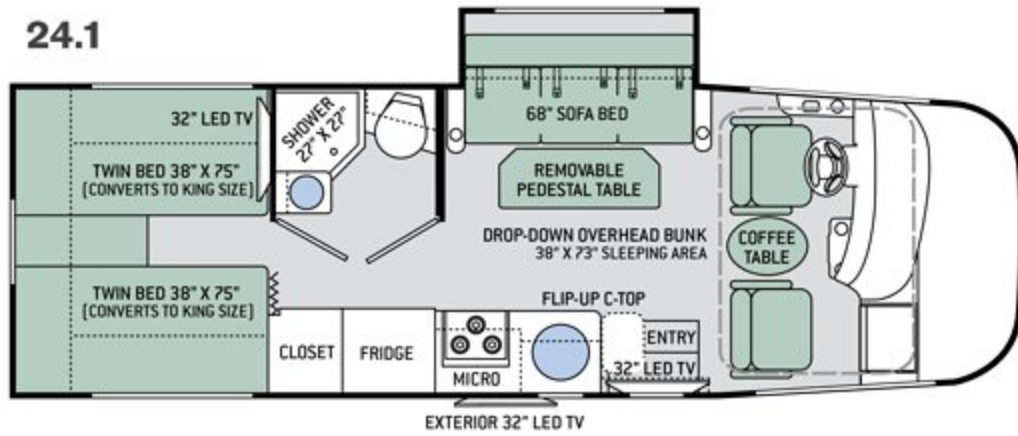 24.1
32" LED TV
TWIN BED 38" X 75"
(CONVERTS TO KING SIZE)
SHOWER
27" X 27"
68" SOFA BED
REMOVABLE
PEDESTAL TABLE
DROP-DOWN OVERHEAD BUNK
38" X 73" SLEEPING AREA
COFFEE
TABLE
TWIN BED 38" X 75"
(CONVERTS TO KING SIZE)
FLIP-UP C-TOP
CLOSET
FRIDGE
MICRO
ENTRY
32" LED TV
EXTERIOR 32" LED TV